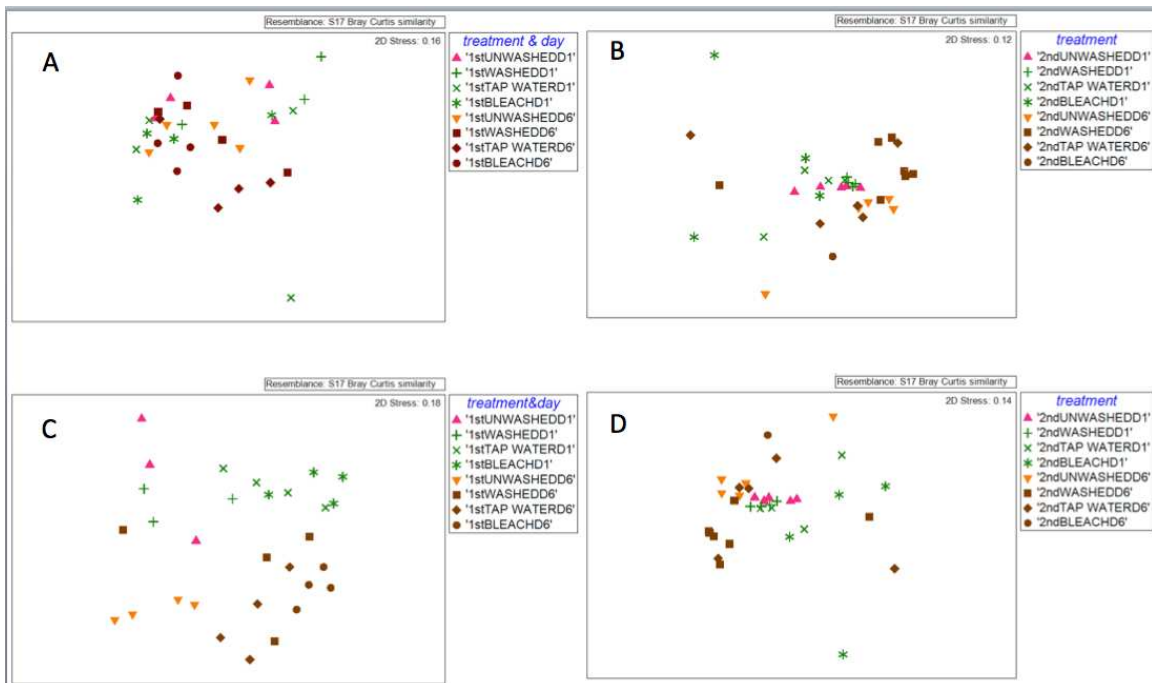 Resemblance: S17 Bray Curtis similarity
A
2D Stress: 0.16
treatment & day
'1stUNWASHEDD1'
'1stWASHEDD1'
'1stTAP WATERD1'
'1stBLEACHD1'
'1stUNWASHEDD6'
'1stWASHEDD6'
'1stTAP WATERD6'
'1stBLEACHD6'
Resemblance: S17 Bray Curtis similarity
B
2D Stress: 0.12
treatment
'2ndUNWASHEDD1'
'2ndWASHEDD1'
'2ndTAP WATERD1'
'2ndBLEACHD1'
'2ndUNWASHEDD6'
'2ndWASHEDD6'
'2ndTAP WATERD6'
'2ndBLEACHD6'
Resemblance: S17 Bray Curtis similarity
C
2D Stress: 0.18
treatment&day
'1stUNWASHEDD1'
'1stWASHEDD1'
'1stTAP WATERD1'
'1stBLEACHD1'
'1stUNWASHEDD6'
'1stWASHEDD6'
'1stTAP WATERD6'
'1stBLEACHD6'
Resemblance: S17 Bray Curtis similarity
D
2D Stress: 0.14
treatment
'2ndUNWASHEDD1'
'2ndWASHEDD1'
'2ndTAP WATERD1'
'2ndBLEACHD1'
'2ndUNWASHEDD6'
'2ndWASHEDD6'
'2ndTAP WATERD6'
'2ndBLEACHD6'